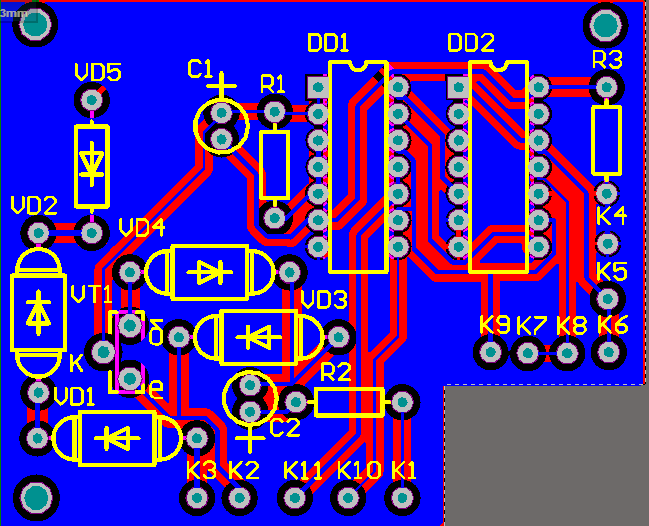 3mm
DD1 DD2
C1 R3
VD5 R1
VD2 VD4 K4
K5
VT1 VD3
б K9 K7 K8 K6
K R2
VD1 e
C2
K3 K2 K11 K10 K1